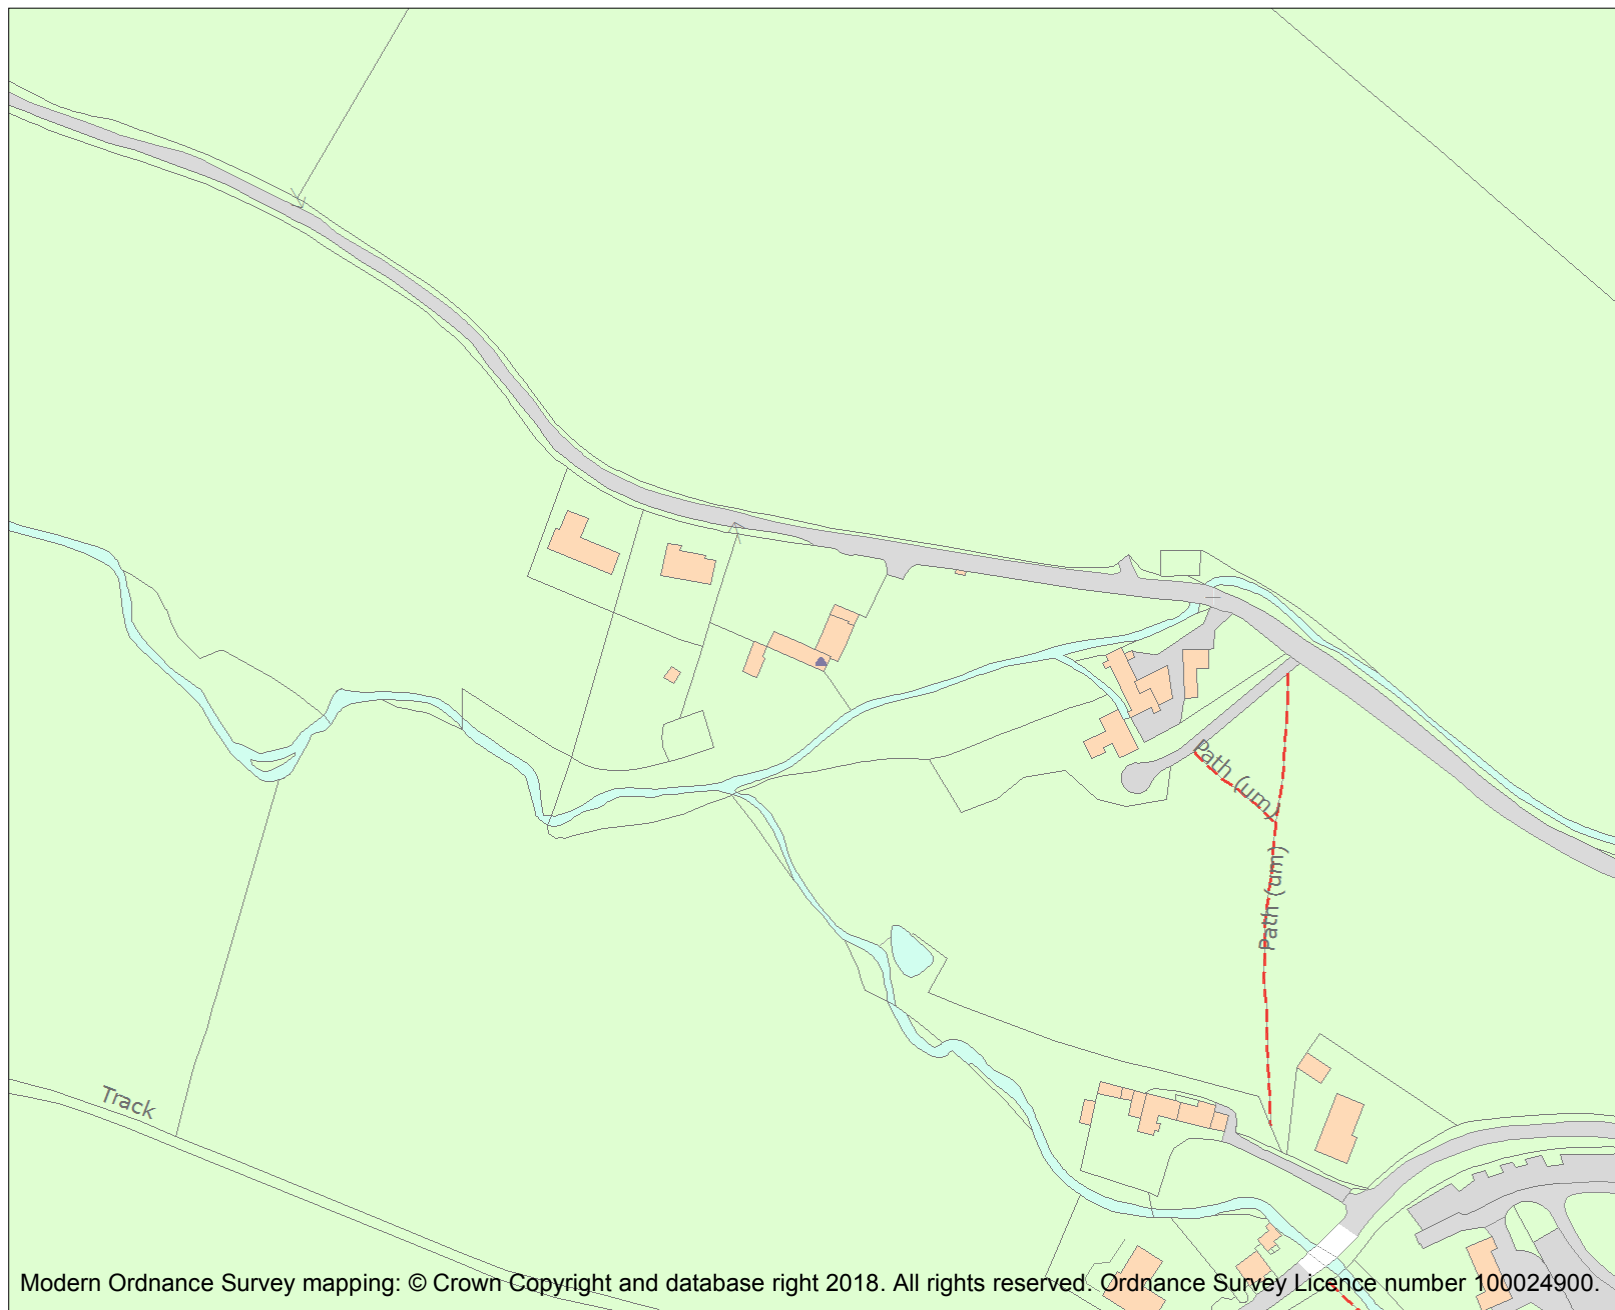 Path (um)
Path (um)
Track
Modern Ordnance Survey mapping: © Crown Copyright and database right 2018. All rights reserved. Ordnance Survey Licence number 100024900.